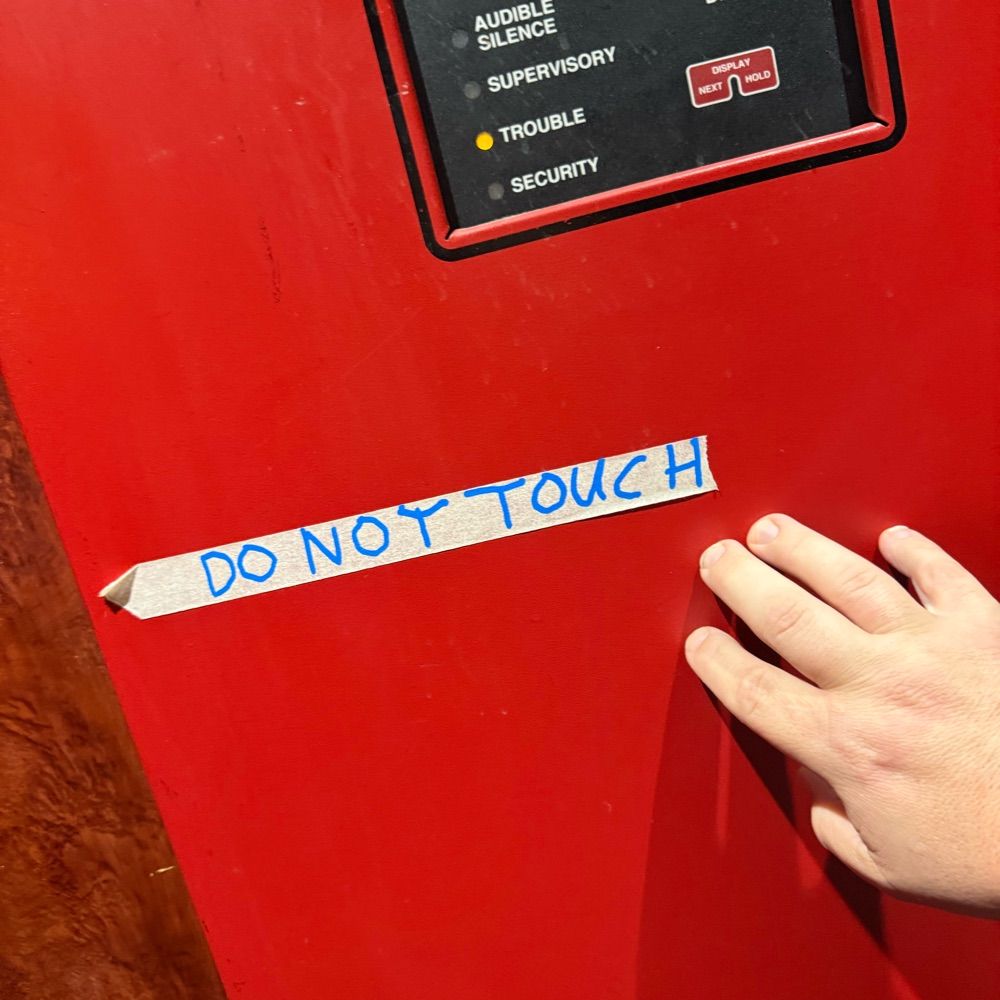 AUDIBLE
SILENCE
SUPERVISORY
DISPLAY
NEXT HOLD
TROUBLE
SECURITY
DO NOT TOUCH